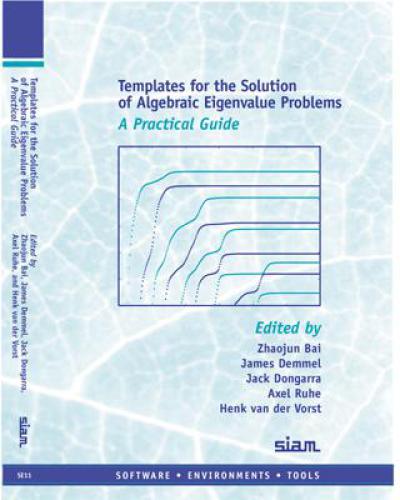 Templates for the Solution
of Algebraic Eigenvalue Problems
A Practical Guide
Edited by
Zhaojun Bai, James Demmel, Jack Dongarra,
Axel Ruhe, and Henk van der Vorst
SE11
Templates for the Solution
of Algebraic Eigenvalue Problems
A Practical Guide
Edited by
Zhaojun Bai
James Demmel
Jack Dongarra
Axel Ruhe
Henk van der Vorst
siam
SOFTWARE • ENVIRONMENTS • TOOLS
siam